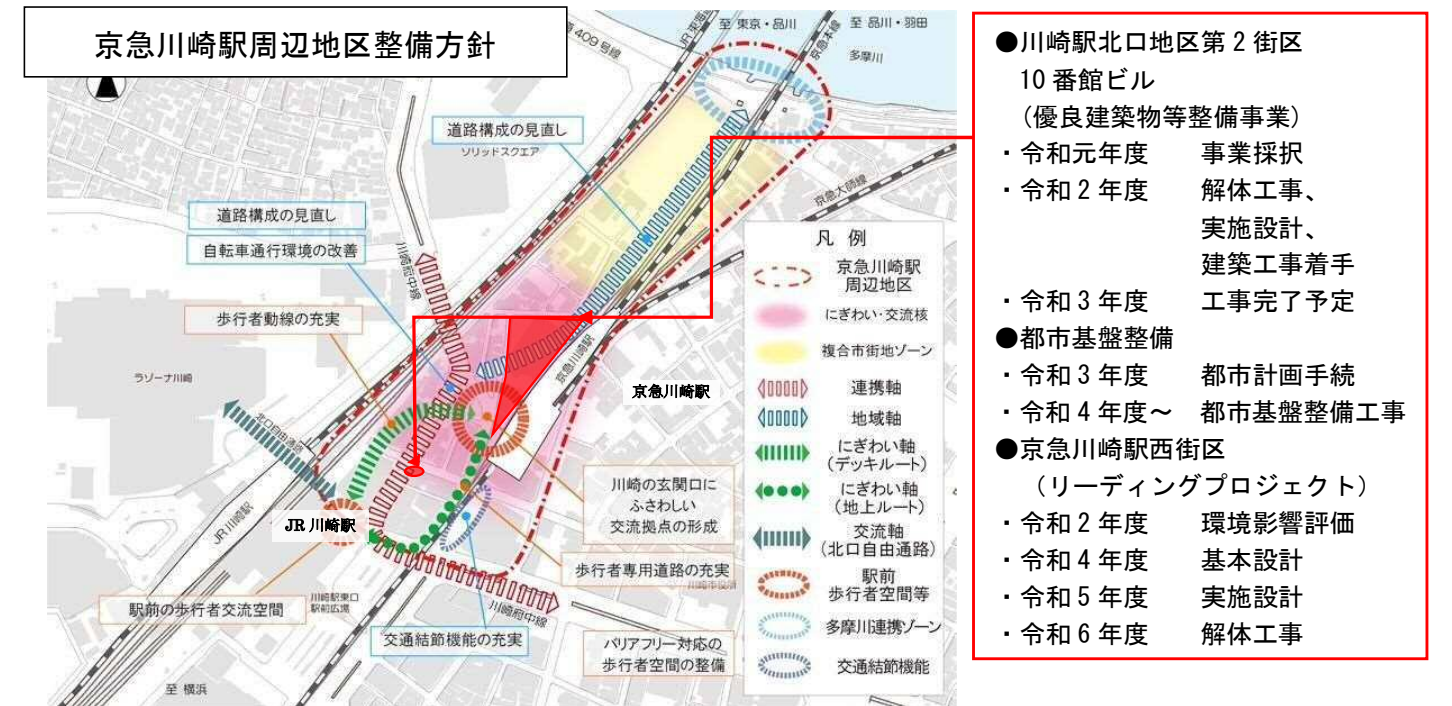 京急川崎駅周辺地区整備方針
409号線
JR東海道線
至 東京・品川
京急本線
至 品川・羽田
多摩川
道路構成の見直し
ソリッドスクエア
京急大師線
道路構成の見直し
自転車通行環境の改善
川崎府中線
歩行者動線の充実
ラゾーナ川崎
京急川崎駅
京急川崎駅
北口自由通路
JR川崎駅
JR 川崎駅
川崎の玄関口に
ふさわしい
交流拠点の形成
歩行者専用道路の充実
川崎市役所
駅前の歩行者交流空間
川崎駅東口
駅前広場
川崎府中線
交通結節機能の充実
バリアフリー対応の
歩行者空間の整備
至 横浜
凡 例
京急川崎駅
周辺地区
にぎわい・交流核
複合市街地ゾーン
連携軸
地域軸
にぎわい軸
(デッキルート)
にぎわい軸
(地上ルート)
交流軸
(北口自由通路)
駅前
歩行者空間等
多摩川連携ゾーン
交通結節機能
●川崎駅北口地区第2街区
10番館ビル
(優良建築物等整備事業)
・令和元年度 事業採択
・令和2年度 解体工事、
実施設計、
建築工事着手
・令和3年度 工事完了予定
●都市基盤整備
・令和3年度 都市計画手続
・令和4年度~ 都市基盤整備工事
●京急川崎駅西街区
(リーディングプロジェクト)
・令和2年度 環境影響評価
・令和4年度 基本設計
・令和5年度 実施設計
・令和6年度 解体工事